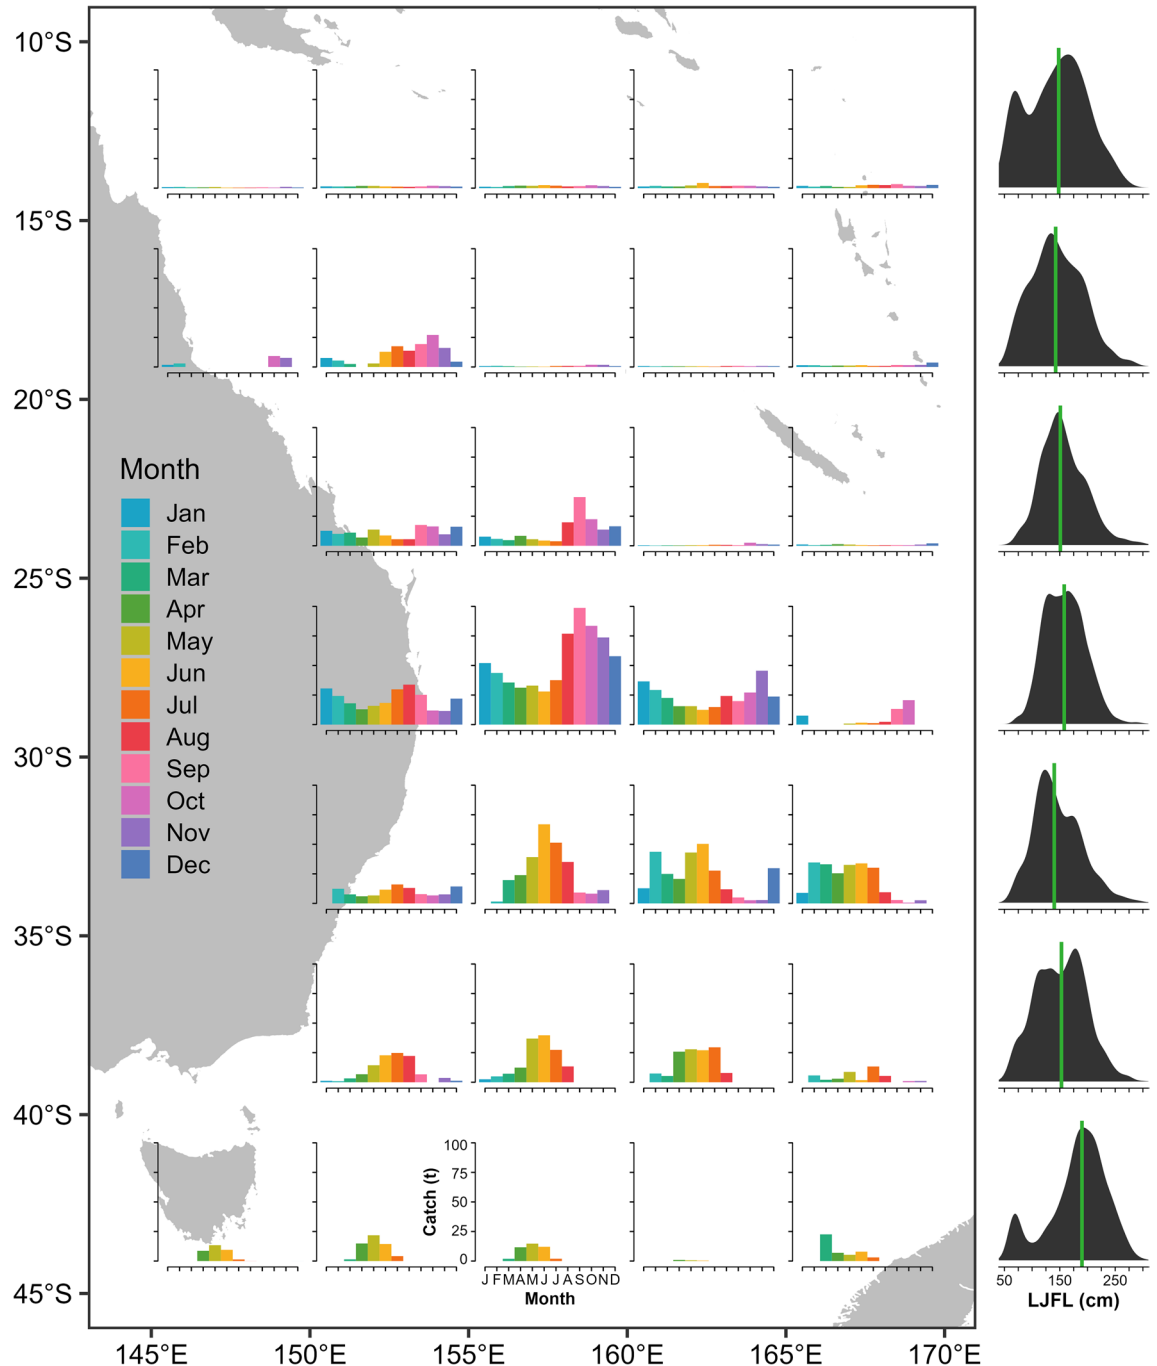 10°S
15°S
20°S
25°S
30°S
35°S
40°S
45°S
Month
Jan
Feb
Mar
Apr
May
Jun
Jul
Aug
Sep
Oct
Nov
Dec
Catch (t)
100
75
50
25
0
J F M A M J J A S O N D
Month
50 150 250
LJFL (cm)
145°E 150°E 155°E 160°E 165°E 170°E